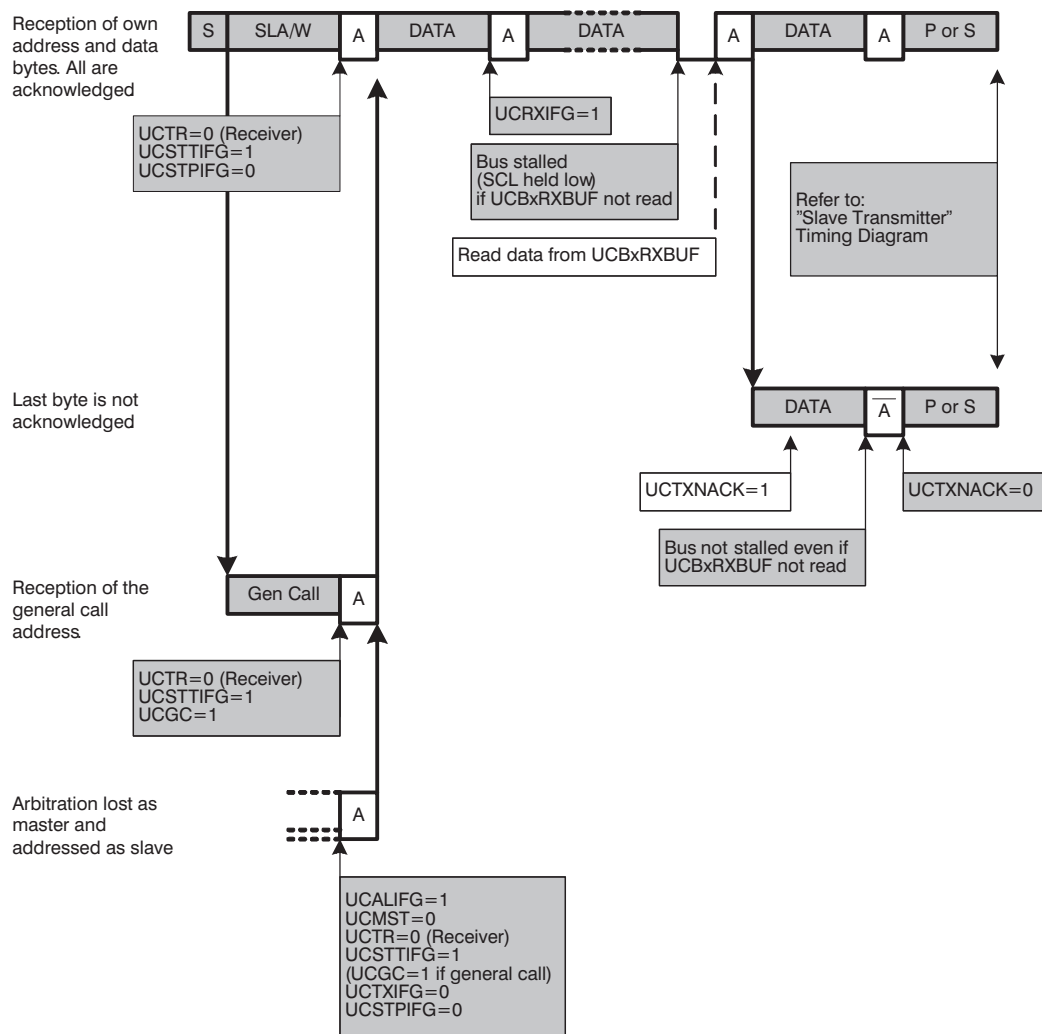 Reception of own
address and data
bytes. All are
acknowledged
S SLA/W A DATA A DATA A DATA A P or S
UCTR=0 (Receiver)
UCSTTIFG=1
UCSTPIFG=0
UCRXIFG=1
Bus stalled
(SCL held low)
if UCBxRXBUF not read
Read data from UCBxRXBUF
Refer to:
”Slave Transmitter”
Timing Diagram
Last byte is not
acknowledged
DATA A̅ P or S
UCTXNACK=1
UCTXNACK=0
Bus not stalled even if
UCBxRXBUF not read
Reception of the
general call
address.
Gen Call A
UCTR=0 (Receiver)
UCSTTIFG=1
UCGC=1
Arbitration lost as
master and
addressed as slave
A
UCALIFG=1
UCMST=0
UCTR=0 (Receiver)
UCSTTIFG=1
(UCGC=1 if general call)
UCTXIFG=0
UCSTPIFG=0